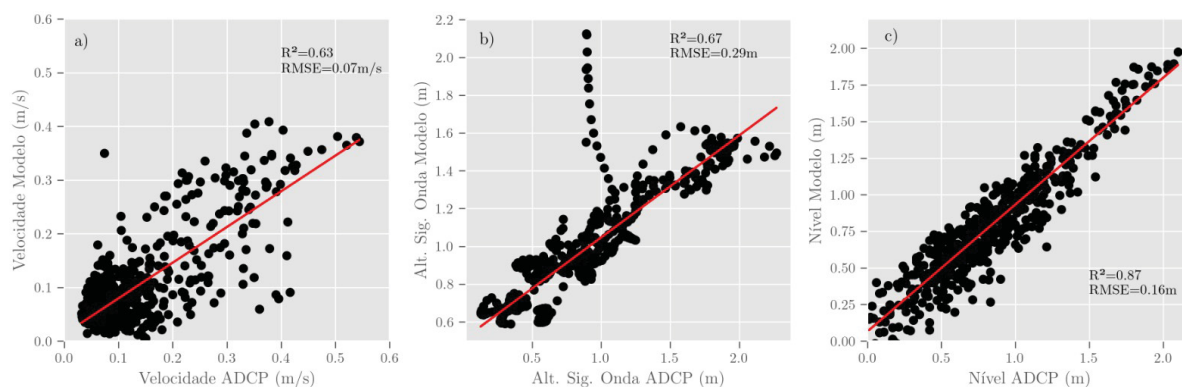 a)
R²=0.63
RMSE=0.07m/s
Velocidade Modelo (m/s)
0.6
0.5
0.4
0.3
0.2
0.1
0.0
0.0 0.1 0.2 0.3 0.4 0.5 0.6
Velocidade ADCP (m/s)
b)
R²=0.67
RMSE=0.29m
Alt. Sig. Onda Modelo (m)
2.2
2.0
1.8
1.6
1.4
1.2
1.0
0.8
0.6
0.5 1.0 1.5 2.0
Alt. Sig. Onda ADCP (m)
c)
R²=0.87
RMSE=0.16m
Nível Modelo (m)
2.00
1.75
1.50
1.25
1.00
0.75
0.50
0.25
0.00
0.0 0.5 1.0 1.5 2.0
Nível ADCP (m)